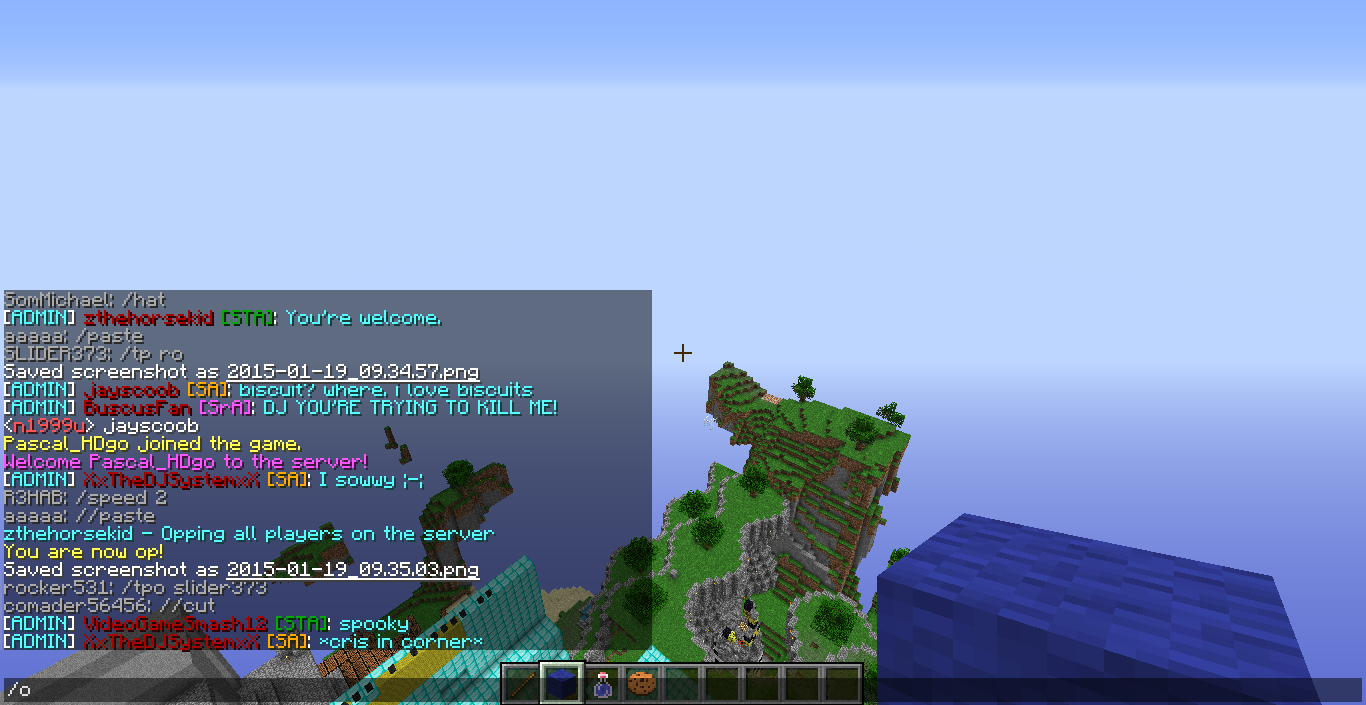 SomMichael: /hat
[ADMIN] zthehorsekid [STA]: You're welcome.
aaaaa: /paste
SLIDER373: /tp ro
Saved screenshot as 2015-01-19_09.34.57.png
[ADMIN] jayscoob [SA]: biscuit? where. i love biscuits
[ADMIN] BuscusFan [SrA]: DJ YOU'RE TRYING TO KILL ME!
<n1999u> jayscoob
Pascal_HDgo joined the game.
Welcome Pascal_HDgo to the server!
[ADMIN] XxTheDJSystemxX [SA]: I sowwy ;-;
R3HAB: /speed 2
aaaaa: //paste
zthehorsekid - Opping all players on the server
You are now op!
Saved screenshot as 2015-01-19_09.35.03.png
rocker531: /tpo slider373
comader56456: //cut
[ADMIN] VideoGameSmash12 [STA]: spooky
[ADMIN] XxTheDJSystemxX [SA]: *cris in corner*
/o